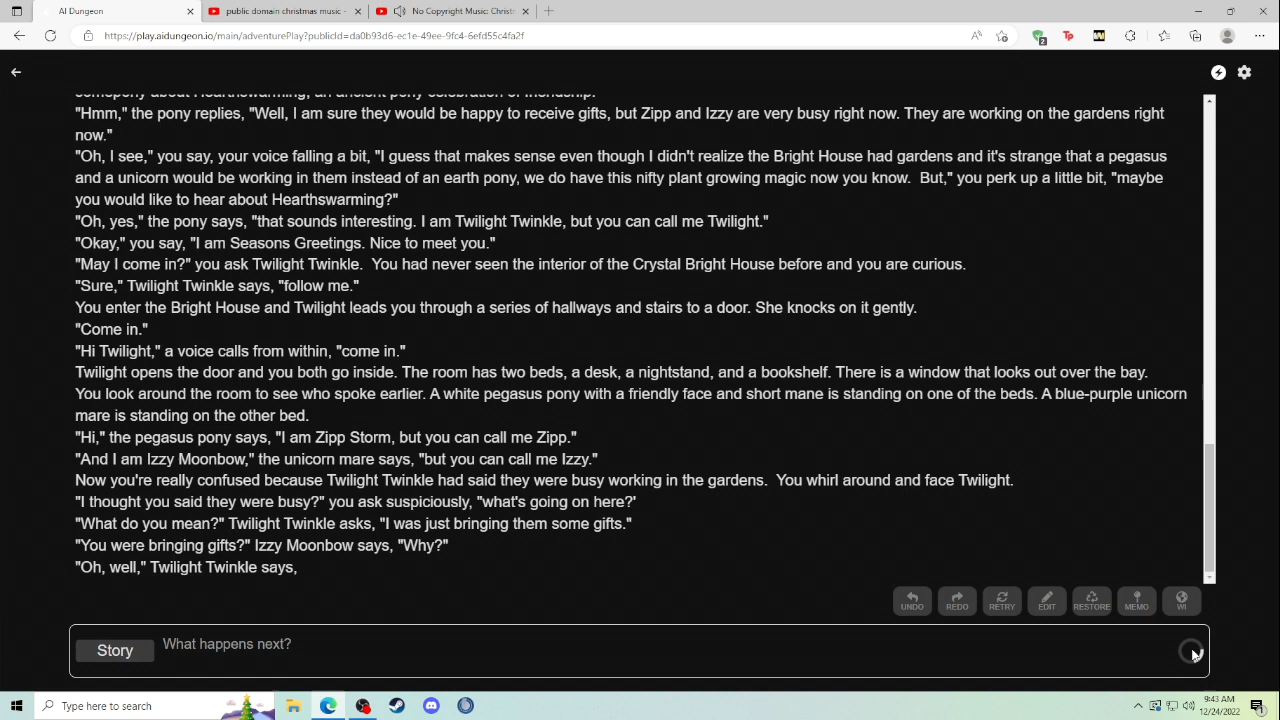 AI Dungeon
public domain christmas music -
No Copyright Music: Christ
https://play.aidungeon.io/main/adventurePlay?publicId=da0b93d6-ec1e-49ee-9fc4-6efd55c4fa2f
somepony about Hearthswarming, an ancient pony celebration of friendship.
"Hmm," the pony replies, "Well, I am sure they would be happy to receive gifts, but Zipp and Izzy are very busy right now. They are working on the gardens right
now."
"Oh, I see," you say, your voice falling a bit, "I guess that makes sense even though I didn't realize the Bright House had gardens and it's strange that a pegasus
and a unicorn would be working in them instead of an earth pony, we do have this nifty plant growing magic now you know.  But," you perk up a little bit, "maybe
you would like to hear about Hearthswarming?"
"Oh, yes," the pony says, "that sounds interesting. I am Twilight Twinkle, but you can call me Twilight."
"Okay," you say, "I am Seasons Greetings. Nice to meet you."
"May I come in?" you ask Twilight Twinkle.  You had never seen the interior of the Crystal Bright House before and you are curious.
"Sure," Twilight Twinkle says, "follow me."
You enter the Bright House and Twilight leads you through a series of hallways and stairs to a door. She knocks on it gently.
"Come in."
"Hi Twilight," a voice calls from within, "come in."
Twilight opens the door and you both go inside. The room has two beds, a desk, a nightstand, and a bookshelf. There is a window that looks out over the bay.
You look around the room to see who spoke earlier. A white pegasus pony with a friendly face and short mane is standing on one of the beds. A blue-purple unicorn
mare is standing on the other bed.
"Hi," the pegasus pony says, "I am Zipp Storm, but you can call me Zipp."
"And I am Izzy Moonbow," the unicorn mare says, "but you can call me Izzy."
Now you're really confused because Twilight Twinkle had said they were busy working in the gardens.  You whirl around and face Twilight.
"I thought you said they were busy?" you ask suspiciously, "what's going on here?'
"What do you mean?" Twilight Twinkle asks, "I was just bringing them some gifts."
"You were bringing gifts?" Izzy Moonbow says, "Why?"
"Oh, well," Twilight Twinkle says,
UNDO REDO RETRY EDIT RESTORE MEMO WI
Story What happens next?
Type here to search
9:43 AM
12/24/2022